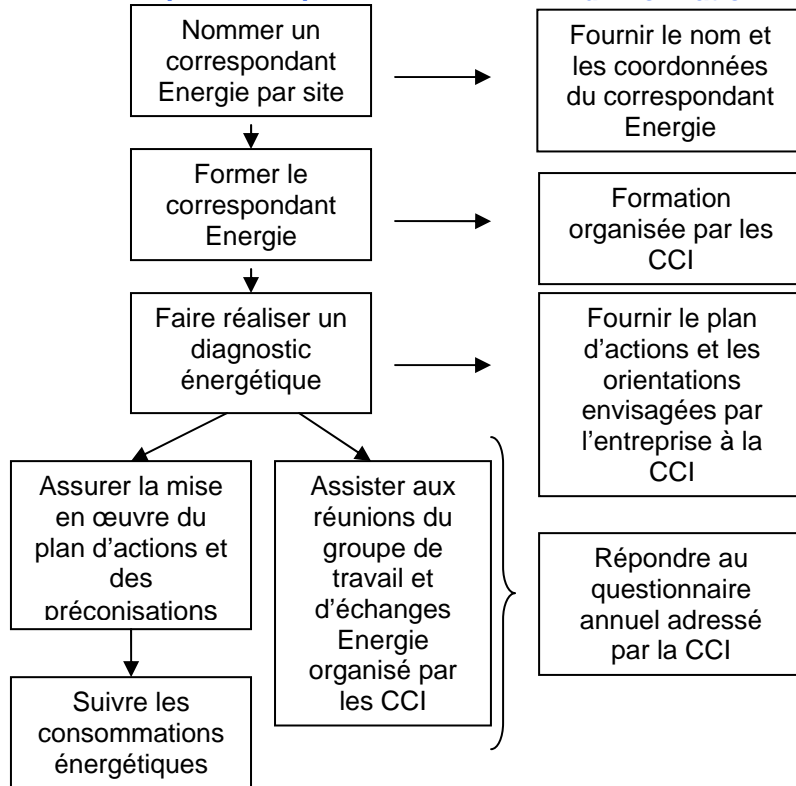 Nommer un
correspondant
Energie par site
Fournir le nom et
les coordonnées
du correspondant
Energie
Former le
correspondant
Energie
Formation
organisée par les
CCI
Faire réaliser un
diagnostic
énergétique
Fournir le plan
d’actions et les
orientations
envisagées par
l’entreprise à la
CCI
Assurer la mise
en œuvre du
plan d’actions et
des
préconisations
Assister aux
réunions du
groupe de
travail et
d’échanges
Energie
organisé par
les CCI
Répondre au
questionnaire
annuel adressé
par la CCI
Suivre les
consommations
énergétiques